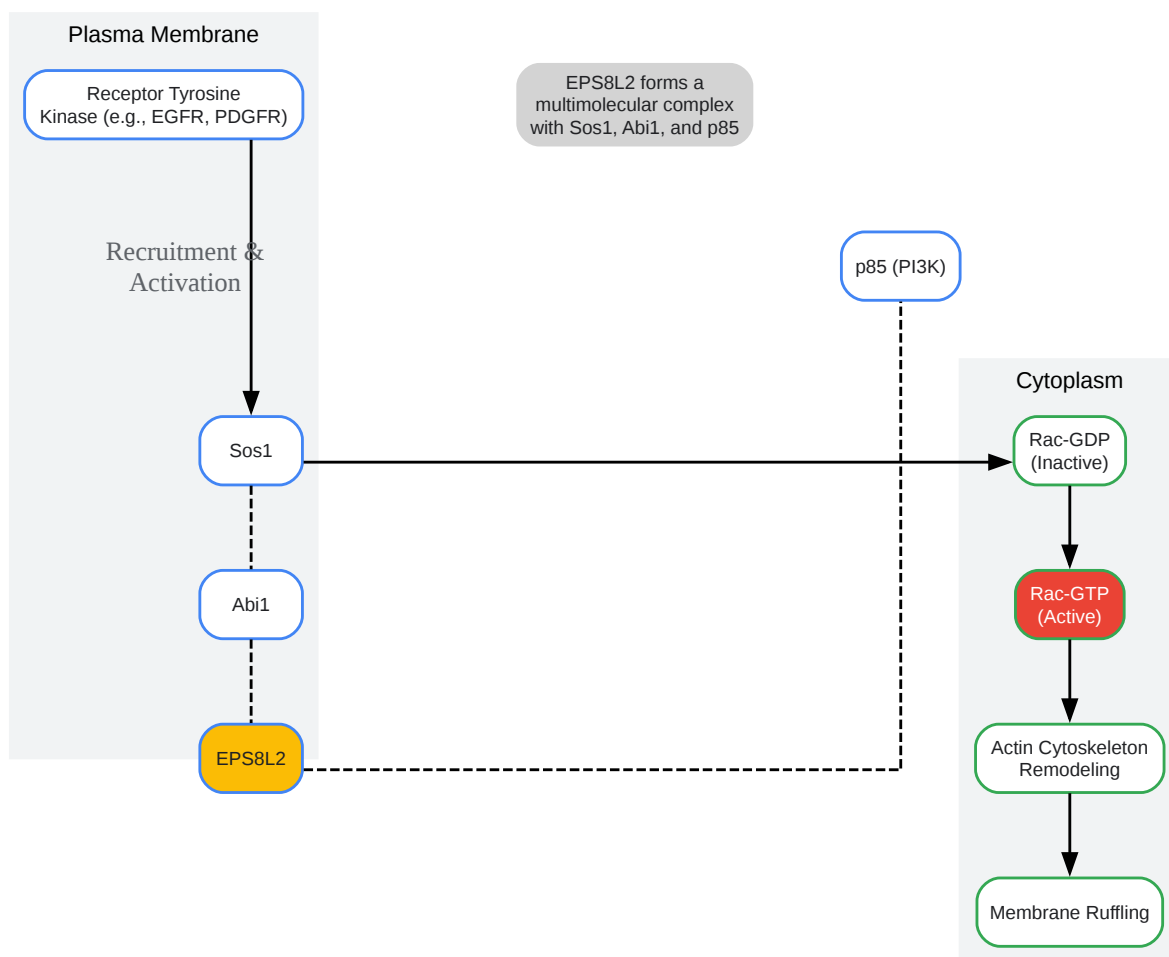 Plasma Membrane
Receptor Tyrosine
Kinase (e.g., EGFR, PDGFR)
EPS8L2 forms a
multimolecular complex
with Sos1, Abi1, and p85
Recruitment &
Activation
p85 (PI3K)
Cytoplasm
Sos1
Rac-GDP
(Inactive)
Abi1
Rac-GTP
(Active)
EPS8L2
Actin Cytoskeleton
Remodeling
Membrane Ruffling